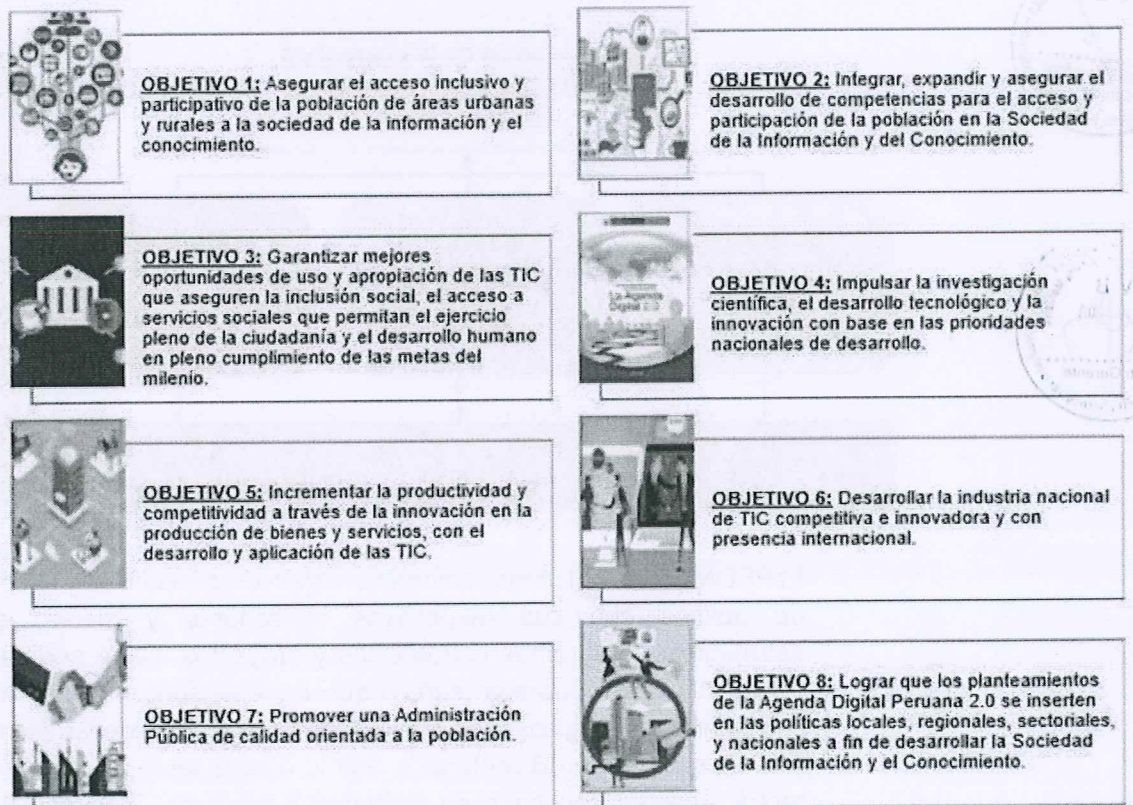 OBJETIVO 1: Asegurar el acceso inclusivo y
participativo de la población de áreas urbanas
y rurales a la sociedad de la información y el
conocimiento.
OBJETIVO 2: Integrar, expandir y asegurar el
desarrollo de competencias para el acceso y
participación de la población en la Sociedad
de la Información y del Conocimiento.
OBJETIVO 3: Garantizar mejores
oportunidades de uso y apropiación de las TIC
que aseguren la inclusión social, el acceso a
servicios sociales que permitan el ejercicio
pleno de la ciudadanía y el desarrollo humano
en pleno cumplimiento de las metas del
milenio.
Digital 2.0
OBJETIVO 4: Impulsar la investigación
científica, el desarrollo tecnológico y la
innovación con base en las prioridades
nacionales de desarrollo.
OBJETIVO 5: Incrementar la productividad y
competitividad a través de la innovación en la
producción de bienes y servicios, con el
desarrollo y aplicación de las TIC.
OBJETIVO 6: Desarrollar la industria nacional
de TIC competitiva e innovadora y con
presencia internacional.
OBJETIVO 7: Promover una Administración
Pública de calidad orientada a la población.
OBJETIVO 8: Lograr que los planteamientos
de la Agenda Digital Peruana 2.0 se inserten
en las políticas locales, regionales, sectoriales,
y nacionales a fin de desarrollar la Sociedad
de la Información y el Conocimiento.